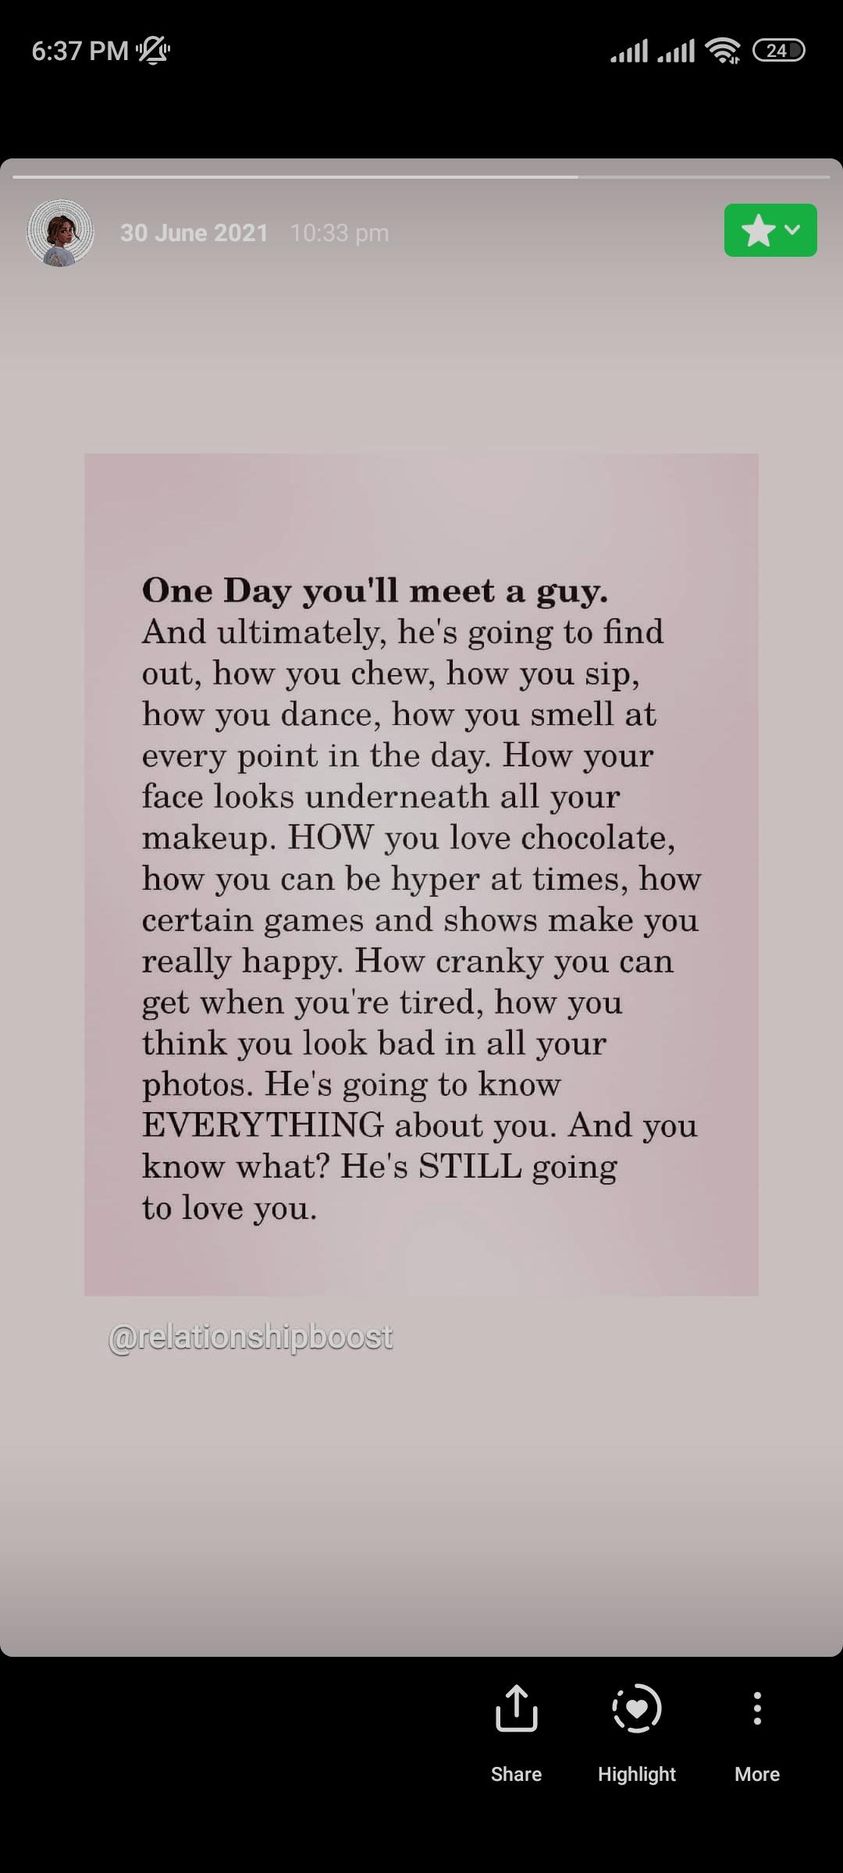 6:37 PM
24
30 June 2021 10:33 pm
One Day you'll meet a guy.
And ultimately, he's going to find
out, how you chew, how you sip,
how you dance, how you smell at
every point in the day. How your
face looks underneath all your
makeup. HOW you love chocolate,
how you can be hyper at times, how
certain games and shows make you
really happy. How cranky you can
get when you're tired, how you
think you look bad in all your
photos. He's going to know
EVERYTHING about you. And you
know what? He's STILL going
to love you.
@relationshipboost
Share Highlight More